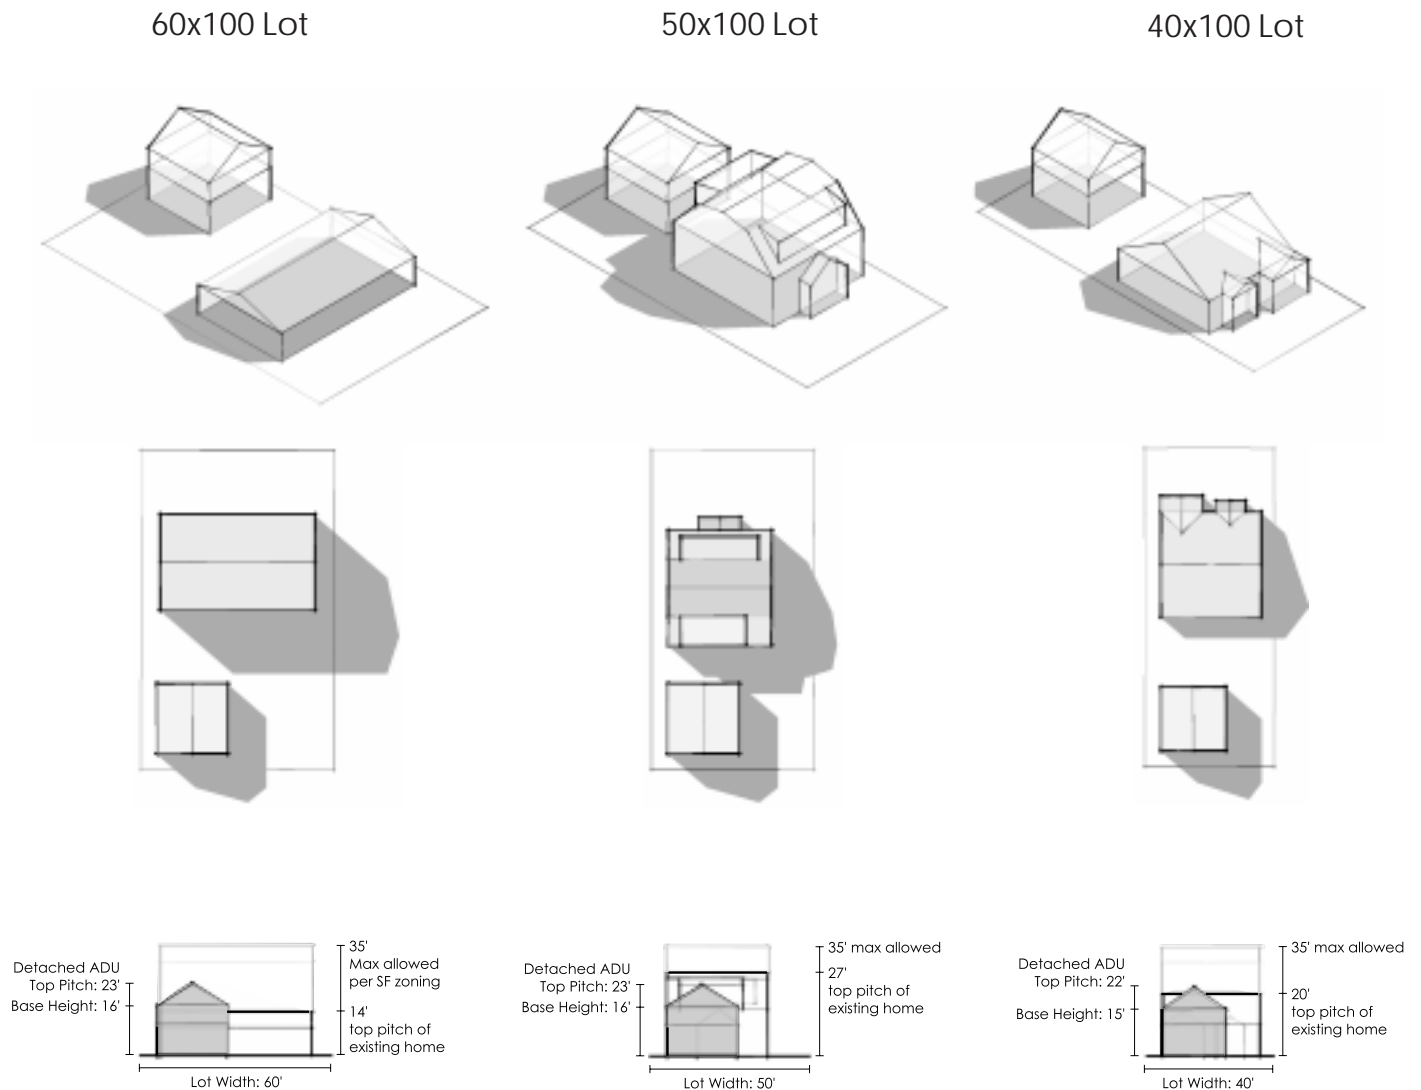 60x100 Lot
50x100 Lot
40x100 Lot
Detached ADU
Top Pitch: 23'
Base Height: 16'
35'
Max allowed
per SF zoning
14'
top pitch of
existing home
Lot Width: 60'
Detached ADU
Top Pitch: 23'
Base Height: 16'
35' max allowed
27'
top pitch of
existing home
Lot Width: 50'
Detached ADU
Top Pitch: 22'
Base Height: 15'
35' max allowed
20'
top pitch of
existing home
Lot Width: 40'